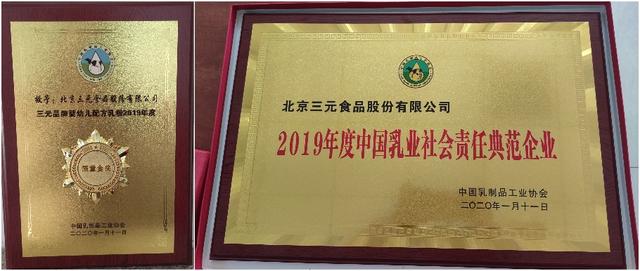 授予：北京三元食品股份有限公司
三元品牌婴幼儿配方乳粉2019年度
质量金奖
中国乳制品工业协会
二〇二〇年一月十一日
北京三元食品股份有限公司
2019年度中国乳业社会责任典范企业
中国乳制品工业协会
二〇二〇年一月十一日